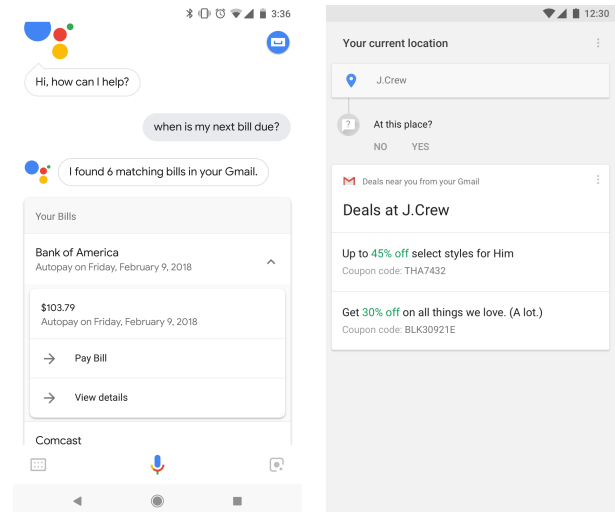 3:36
Hi, how can I help?
when is my next bill due?
I found 6 matching bills in your Gmail.
Your Bills
Bank of America
Autopay on Friday, February 9, 2018
$103.79
Autopay on Friday, February 9, 2018
Pay Bill
View details
Comcast
12:30
Your current location
J.Crew
?
At this place?
NO YES
Deals near you from your Gmail
Deals at J.Crew
Up to 45% off select styles for Him
Coupon code: THA7432
Get 30% off on all things we love. (A lot.)
Coupon code: BLK30921E